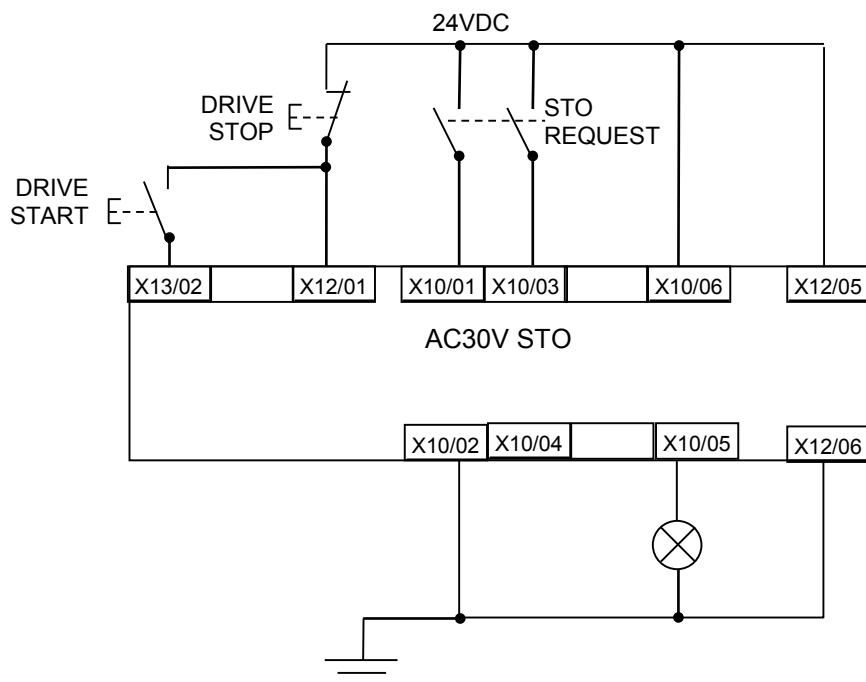 24VDC
DRIVE
STOP
STO
REQUEST
DRIVE
START
X13/02
X12/01
X10/01
X10/03
X10/06
X12/05
AC30V STO
X10/02
X10/04
X10/05
X12/06